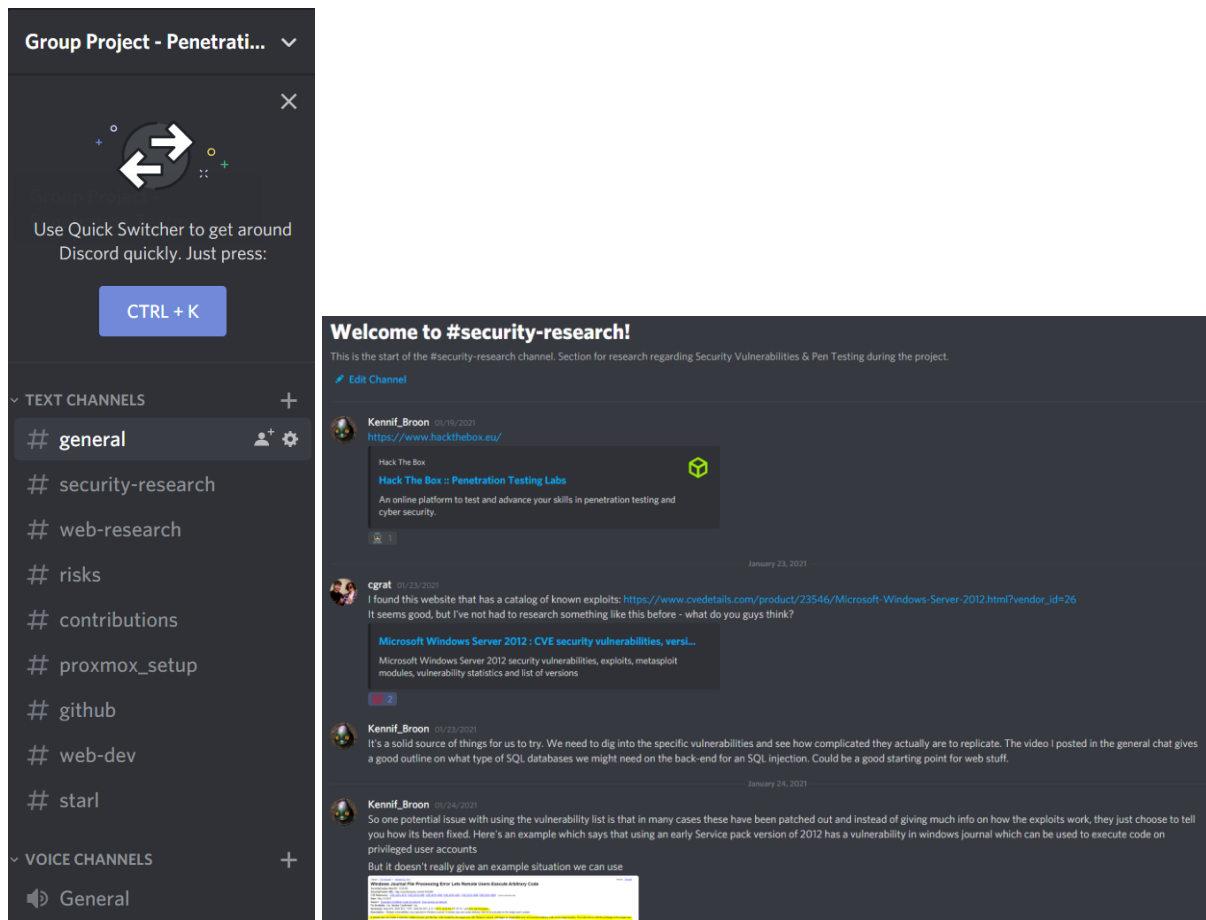 Group Project - Penetrati...
Use Quick Switcher to get around
Discord quickly. Just press:
CTRL + K
TEXT CHANNELS
# general
# security-research
# web-research
# risks
# contributions
# proxmox_setup
# github
# web-dev
# starl
VOICE CHANNELS
General
Welcome to #security-research!
This is the start of the #security-research channel. Section for research regarding Security Vulnerabilities & Pen Testing during the project.
Edit Channel
Kennif_Broon 01/19/2021
https://www.hackthebox.eu/
Hack The Box
Hack The Box :: Penetration Testing Labs
An online platform to test and advance your skills in penetration testing and
cyber security.
1
January 23, 2021
cgrat 01/23/2021
I found this website that has a catalog of known exploits: https://www.cvedetails.com/product/23546/Microsoft-Windows-Server-2012.html?vendor_id=26
It seems good, but I've not had to research something like this before - what do you guys think?
Microsoft Windows Server 2012 : CVE security vulnerabilities, versi...
Microsoft Windows Server 2012 security vulnerabilities, exploits, metasploit
modules, vulnerability statistics and list of versions
2
Kennif_Broon 01/23/2021
It's a solid source of things for us to try. We need to dig into the specific vulnerabilities and see how complicated they actually are to replicate. The video I posted in the general chat gives
a good outline on what type of SQL databases we might need on the back-end for an SQL injection. Could be a good starting point for web stuff.
January 24, 2021
Kennif_Broon 01/24/2021
So one potential issue with using the vulnerability list is that in many cases these have been patched out and instead of giving much info on how the exploits work, they just choose to tell
you how its been fixed. Here's an example which says that using an early Service pack version of 2012 has a vulnerability in windows journal which can be used to execute code on
privileged user accounts
But it doesn't really give an example situation we can use
Windows Journal File Processing Error Lets Remote Users Execute Arbitrary Code